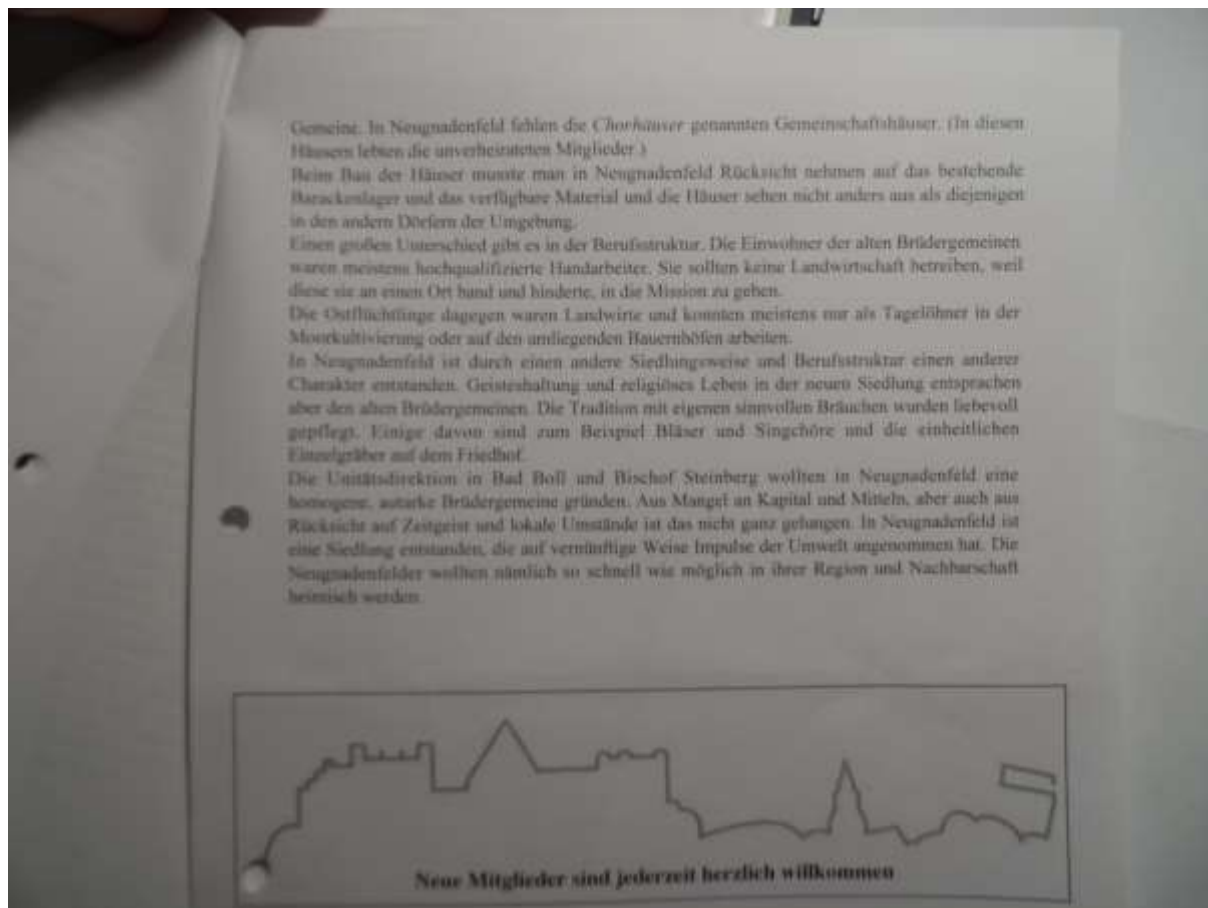 Gemeine. In Neugnadenfeld fehlen die Chorhäuser genannten Gemeinschaftshäuser. (In diesen
Häusern lebten die unverheirateten Mitglieder.)
Beim Bau der Häuser musste man in Neugnadenfeld Rücksicht nehmen auf das bestehende
Barackenlager und das verfügbare Material und die Häuser sehen nicht anders aus als diejenigen
in den andern Dörfern der Umgebung.
Einen großen Unterschied gibt es in der Berufsstruktur. Die Einwohner der alten Brüdergemeinen
waren meistens hochqualifizierte Handarbeiter. Sie sollten keine Landwirtschaft betreiben, weil
diese sie an einen Ort band und hinderte, in die Mission zu gehen.
Die Ostflüchtlinge dagegen waren Landwirte und konnten meistens nur als Tagelöhner in der
Moorkultivierung oder auf den umliegenden Bauernhöfen arbeiten.
In Neugnadenfeld ist durch einen andere Siedlungsweise und Berufsstruktur einen anderer
Charakter entstanden. Geisteshaltung und religiöses Leben in der neuen Siedlung entsprachen
aber den alten Brüdergemeinen. Die Tradition mit eigenen sinnvollen Bräuchen wurden liebevoll
gepflegt. Einige davon sind zum Beispiel Bläser und Singchöre und die einheitlichen
Einzelgräber auf dem Friedhof.
Die Unitätsdirektion in Bad Boll und Bischof Steinberg wollten in Neugnadenfeld eine
homogene, autarke Brüdergemeine gründen. Aus Mangel an Kapital und Mitteln, aber auch aus
Rücksicht auf Zeitgeist und lokale Umstände ist das nicht ganz gelungen. In Neugnadenfeld ist
eine Siedlung entstanden, die auf vernünftige Weise Impulse der Umwelt angenommen hat. Die
Neugnadenfelder wollten nämlich so schnell wie möglich in ihrer Region und Nachbarschaft
heimisch werden.
Neue Mitglieder sind jederzeit herzlich willkommen